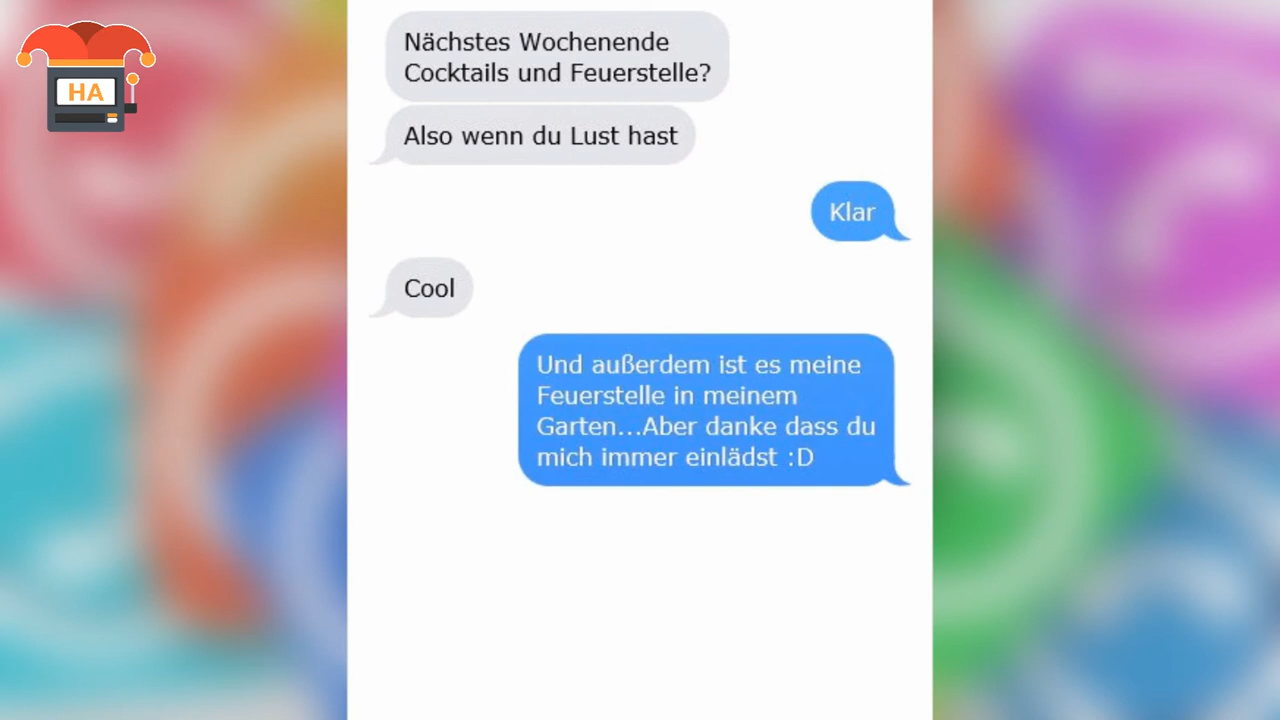 HA
Nächstes Wochenende
Cocktails und Feuerstelle?
Also wenn du Lust hast
Klar
Cool
Und außerdem ist es meine
Feuerstelle in meinem
Garten...Aber danke dass du
mich immer einlädst :D